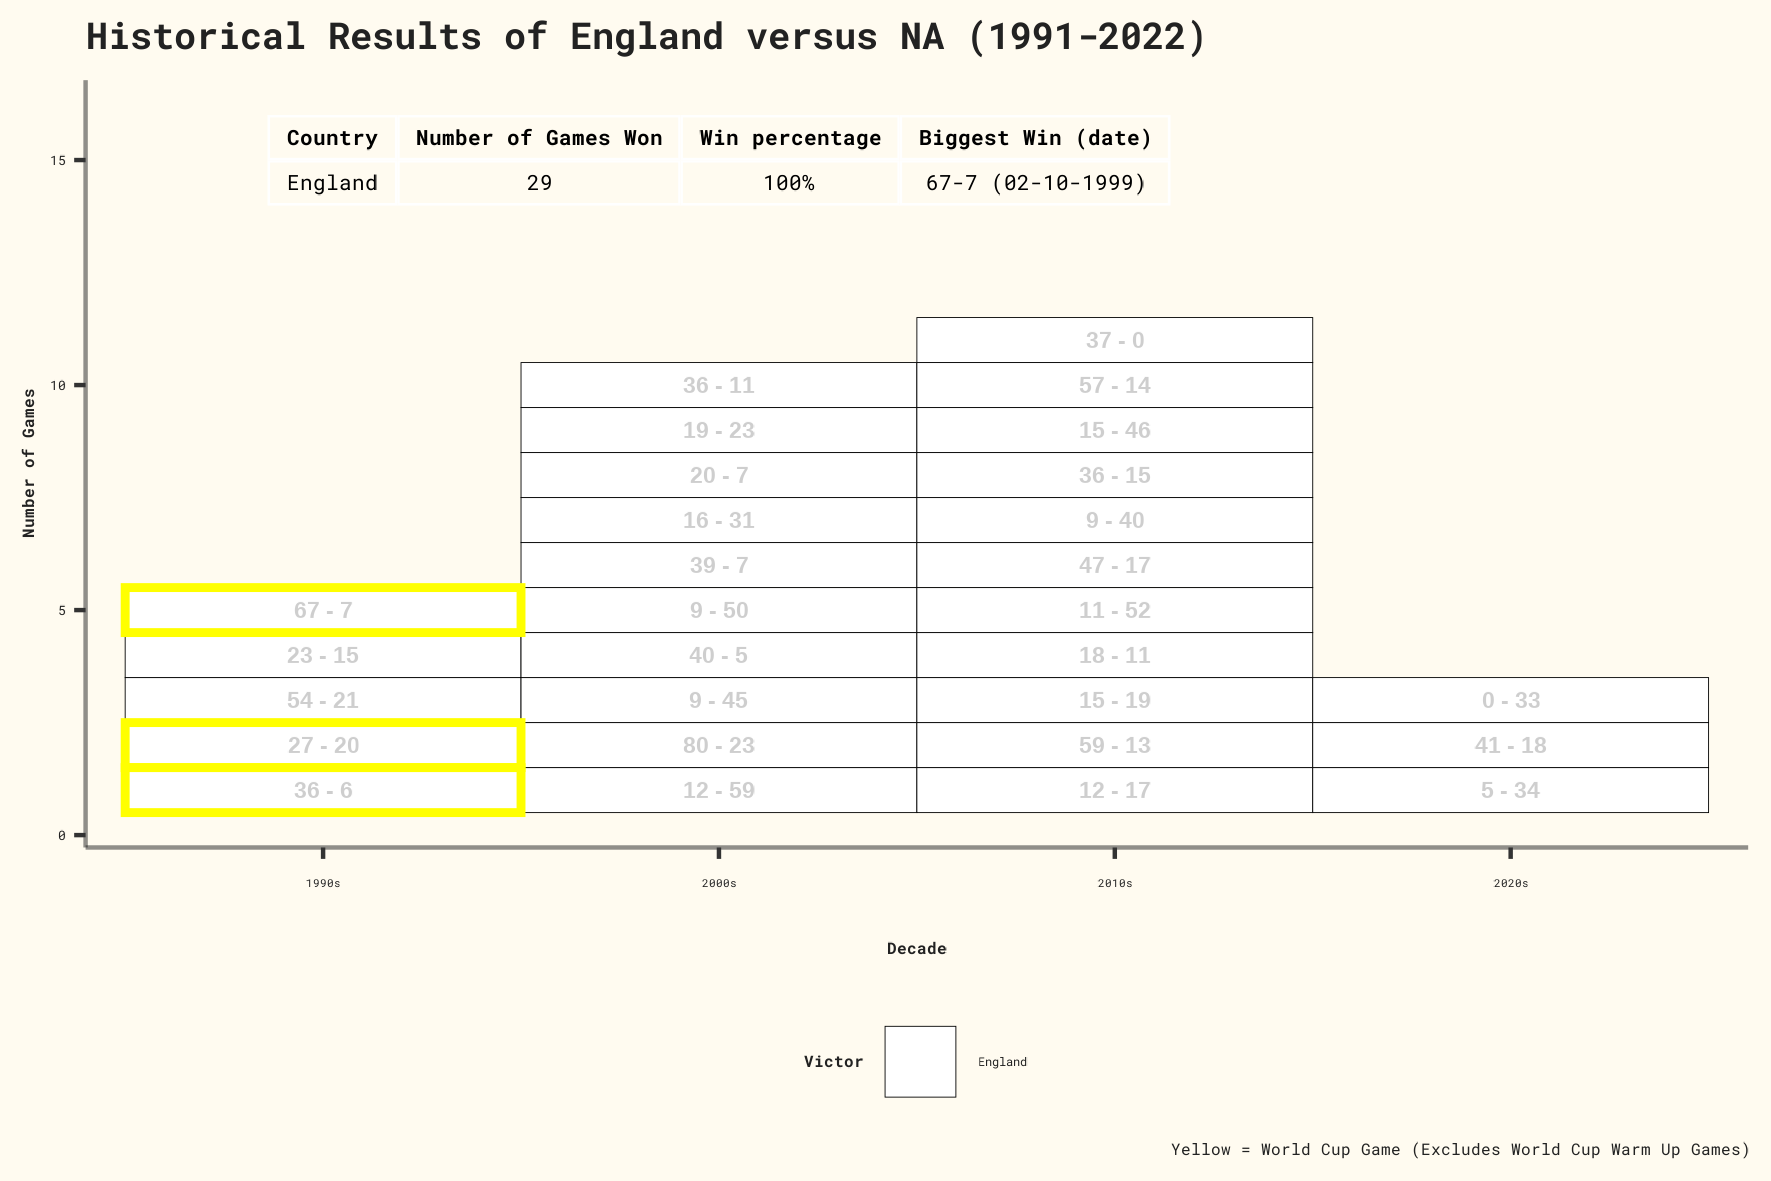 Historical Results of England versus NA (1991-2022)
Country Number of Games Won Win percentage Biggest Win (date)
England 29 100% 67-7 (02-10-1999)
15
10
5
0
Number of Games
37 - 0
36 - 11 57 - 14
19 - 23 15 - 46
20 - 7 36 - 15
16 - 31 9 - 40
39 - 7 47 - 17
67 - 7 9 - 50 11 - 52
23 - 15 40 - 5 18 - 11
54 - 21 9 - 45 15 - 19 0 - 33
27 - 20 80 - 23 59 - 13 41 - 18
36 - 6 12 - 59 12 - 17 5 - 34
1990s 2000s 2010s 2020s
Decade
Victor England
Yellow = World Cup Game (Excludes World Cup Warm Up Games)